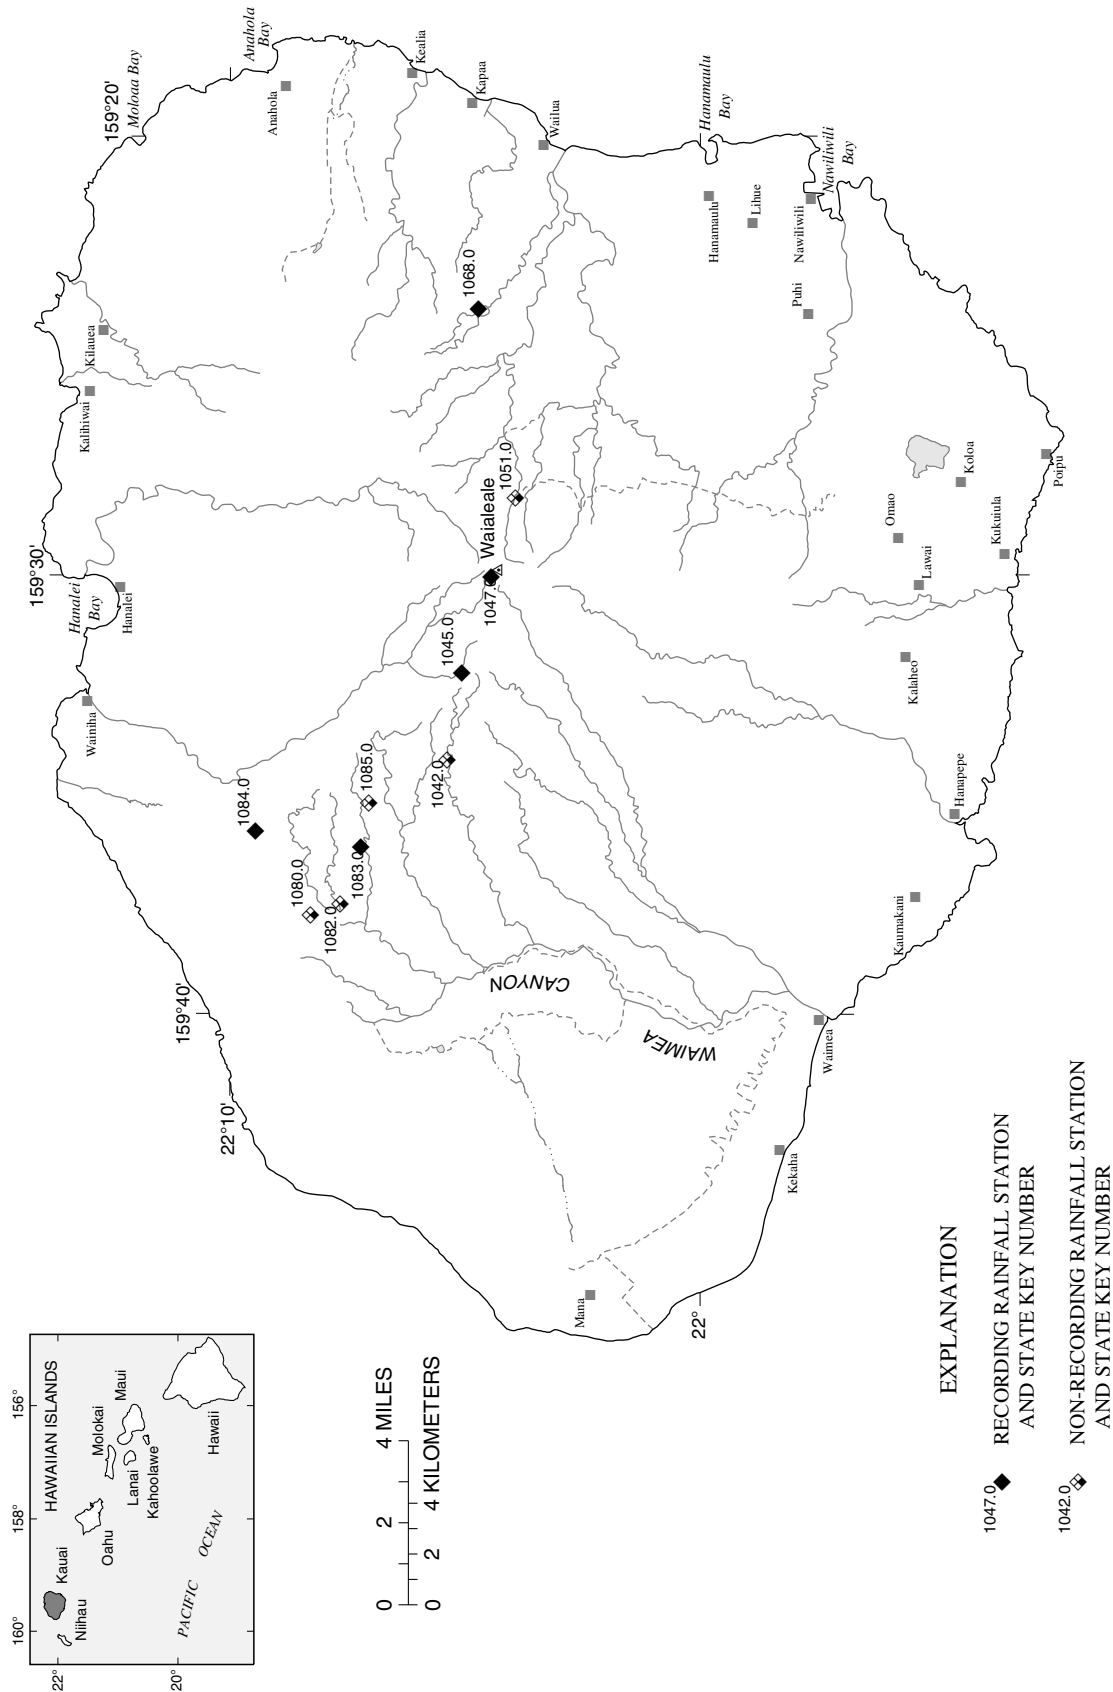 160°
158°
156°
22°
20°
HAWAIIAN ISLANDS
Niihau
Kauai
Oahu
Molokai
Lanai
Maui
Kahoolawe
Hawaii
PACIFIC
OCEAN
0 2 4 MILES
0 2 4 KILOMETERS
22°10'
159°40'
159°30'
159°20'
22°
Moloaa Bay
Anahola
Bay
Anahola
Kealia
Kapaa
Wailua
Hanamaulu
Bay
Hanamaulu
Lihue
Nawiliwili
Nawiliwili
Bay
Puhi
Kilauea
Kalihiwai
Hanalei
Bay
Hanalei
Wainiha
1084.0
1080.0
1082.0
1083.0
1085.0
1042.0
1045.0
1047.0
Waialeale
1051.0
1068.0
WAIMEA
CANYON
Mana
Kekaha
Waimea
Kaumakani
Hanapepe
Kalaheo
Lawai
Omao
Koloa
Kukuiula
Poipu
EXPLANATION
1047.0
RECORDING RAINFALL STATION
AND STATE KEY NUMBER
1042.0
NON-RECORDING RAINFALL STATION
AND STATE KEY NUMBER